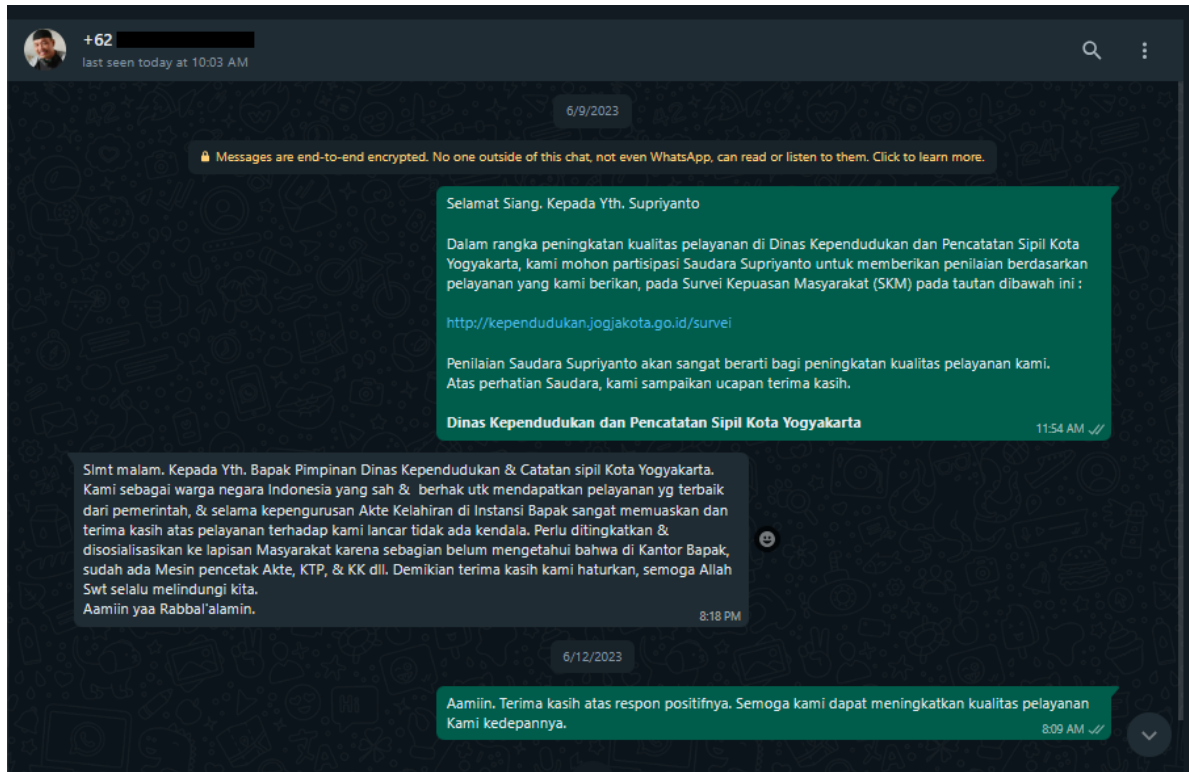 +62
last seen today at 10:03 AM
6/9/2023
Messages are end-to-end encrypted. No one outside of this chat, not even WhatsApp, can read or listen to them. Click to learn more.
Selamat Siang. Kepada Yth. Supriyanto
Dalam rangka peningkatan kualitas pelayanan di Dinas Kependudukan dan Pencatatan Sipil Kota
Yogyakarta, kami mohon partisipasi Saudara Supriyanto untuk memberikan penilaian berdasarkan
pelayanan yang kami berikan, pada Survei Kepuasan Masyarakat (SKM) pada tautan dibawah ini :
http://kependudukan.jogjakota.go.id/survei
Penilaian Saudara Supriyanto akan sangat berarti bagi peningkatan kualitas pelayanan kami.
Atas perhatian Saudara, kami sampaikan ucapan terima kasih.
Dinas Kependudukan dan Pencatatan Sipil Kota Yogyakarta
11:54 AM
Slmt malam. Kepada Yth. Bapak Pimpinan Dinas Kependudukan & Catatan sipil Kota Yogyakarta.
Kami sebagai warga negara Indonesia yang sah & berhak utk mendapatkan pelayanan yg terbaik
dari pemerintah, & selama kepengurusan Akte Kelahiran di Instansi Bapak sangat memuaskan dan
terima kasih atas pelayanan terhadap kami lancar tidak ada kendala. Perlu ditingkatkan &
disosialisasikan ke lapisan Masyarakat karena sebagian belum mengetahui bahwa di Kantor Bapak,
sudah ada Mesin pencetak Akte, KTP, & KK dll. Demikian terima kasih kami haturkan, semoga Allah
Swt selalu melindungi kita.
Aamiin yaa Rabbal'alamin.
8:18 PM
6/12/2023
Aamiin. Terima kasih atas respon positifnya. Semoga kami dapat meningkatkan kualitas pelayanan
Kami kedepannya.
8:09 AM